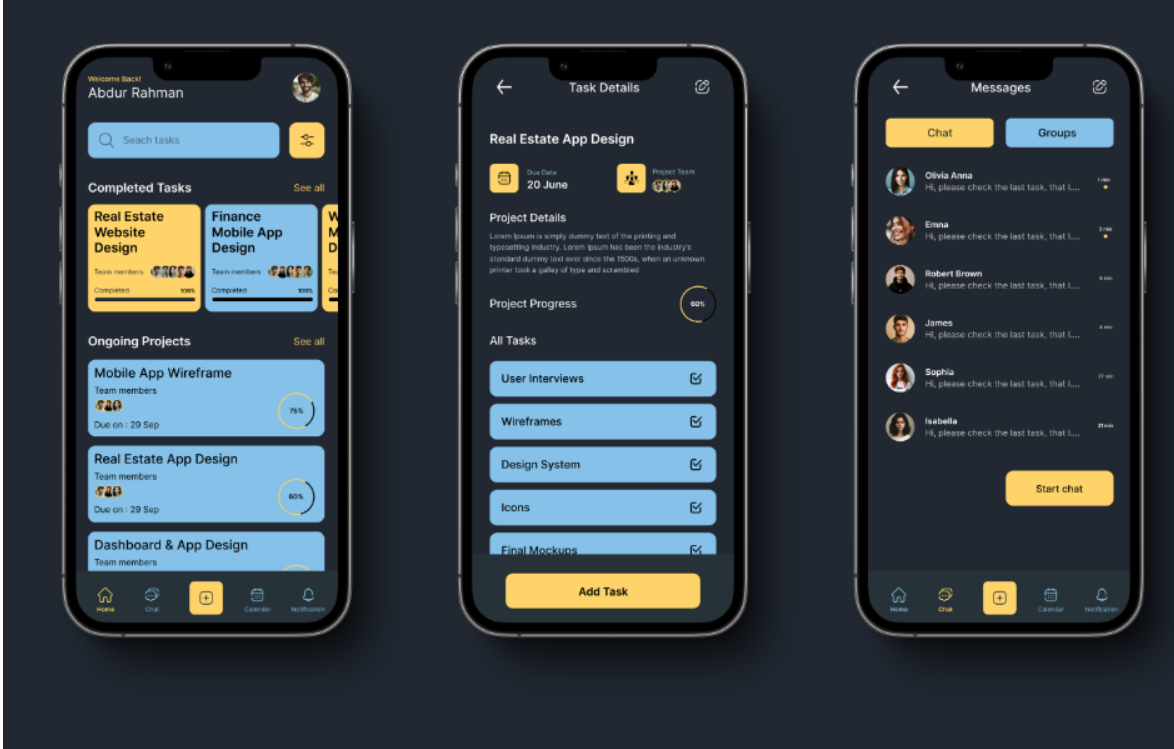 Welcome Back!
Abdur Rahman
Seach tasks
Completed Tasks
See all
Real Estate
Website
Design
Team members
Completed
100%
Finance
Mobile App
Design
Team members
Completed
100%
W
M
D
Te
Co
Ongoing Projects
See all
Mobile App Wireframe
Team members
Due on : 29 Sep
75%
Real Estate App Design
Team members
Due on : 29 Sep
60%
Dashboard & App Design
Team members
Home
Chat
Calendar
Notification
Task Details
Real Estate App Design
Due Date
20 June
Project Team
Project Details
Lorem Ipsum is simply dummy text of the printing and
typesetting industry. Lorem Ipsum has been the industry's
standard dummy text ever since the 1500s, when an unknown
printer took a galley of type and scrambled
Project Progress
60%
All Tasks
User Interviews
Wireframes
Design System
Icons
Final Mockups
Add Task
Messages
Chat
Groups
Olivia Anna
1 min
Hi, please check the last task, that I....
Emna
Hi, please check the last task, that I....
Robert Brown
Hi, please check the last task, that I....
James
Hi, please check the last task, that I....
Sophia
Hi, please check the last task, that I....
Isabella
31 min
Hi, please check the last task, that I....
Start chat
Home
Chat
Calendar
Notification